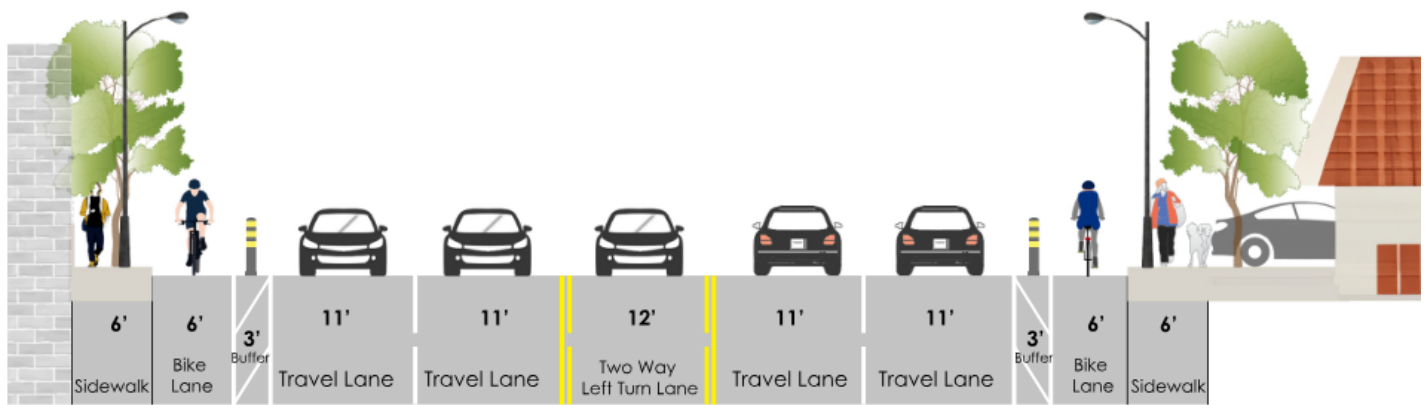 6’
Sidewalk
6’
Bike
Lane
3’
Buffer
11’
Travel Lane
11’
Travel Lane
12’
Two Way
Left Turn Lane
11’
Travel Lane
11’
Travel Lane
3’
Buffer
6’
Bike
Lane
6’
Sidewalk